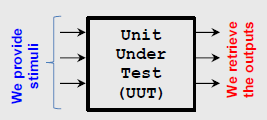 We provide
stimuli
Unit
Under
Test
(UUT)
We retrieve
the outputs